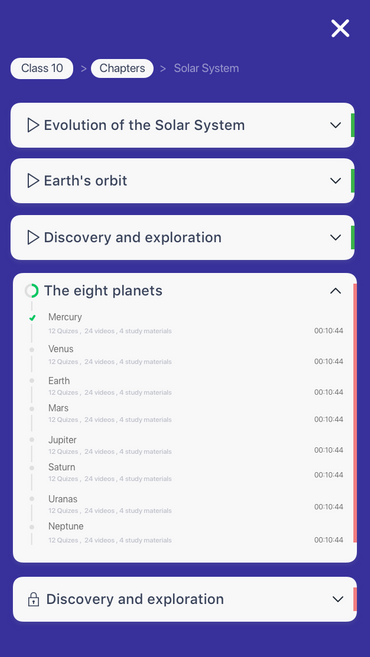 Class 10 > Chapters > Solar System
Evolution of the Solar System
Earth's orbit
Discovery and exploration
The eight planets
Mercury
12 Quizes , 24 videos , 4 study materials 00:10:44
Venus
12 Quizes , 24 videos , 4 study materials 00:10:44
Earth
12 Quizes , 24 videos , 4 study materials 00:10:44
Mars
12 Quizes , 24 videos , 4 study materials 00:10:44
Jupiter
12 Quizes , 24 videos , 4 study materials 00:10:44
Saturn
12 Quizes , 24 videos , 4 study materials 00:10:44
Uranas
12 Quizes , 24 videos , 4 study materials 00:10:44
Neptune
12 Quizes , 24 videos , 4 study materials 00:10:44
Discovery and exploration